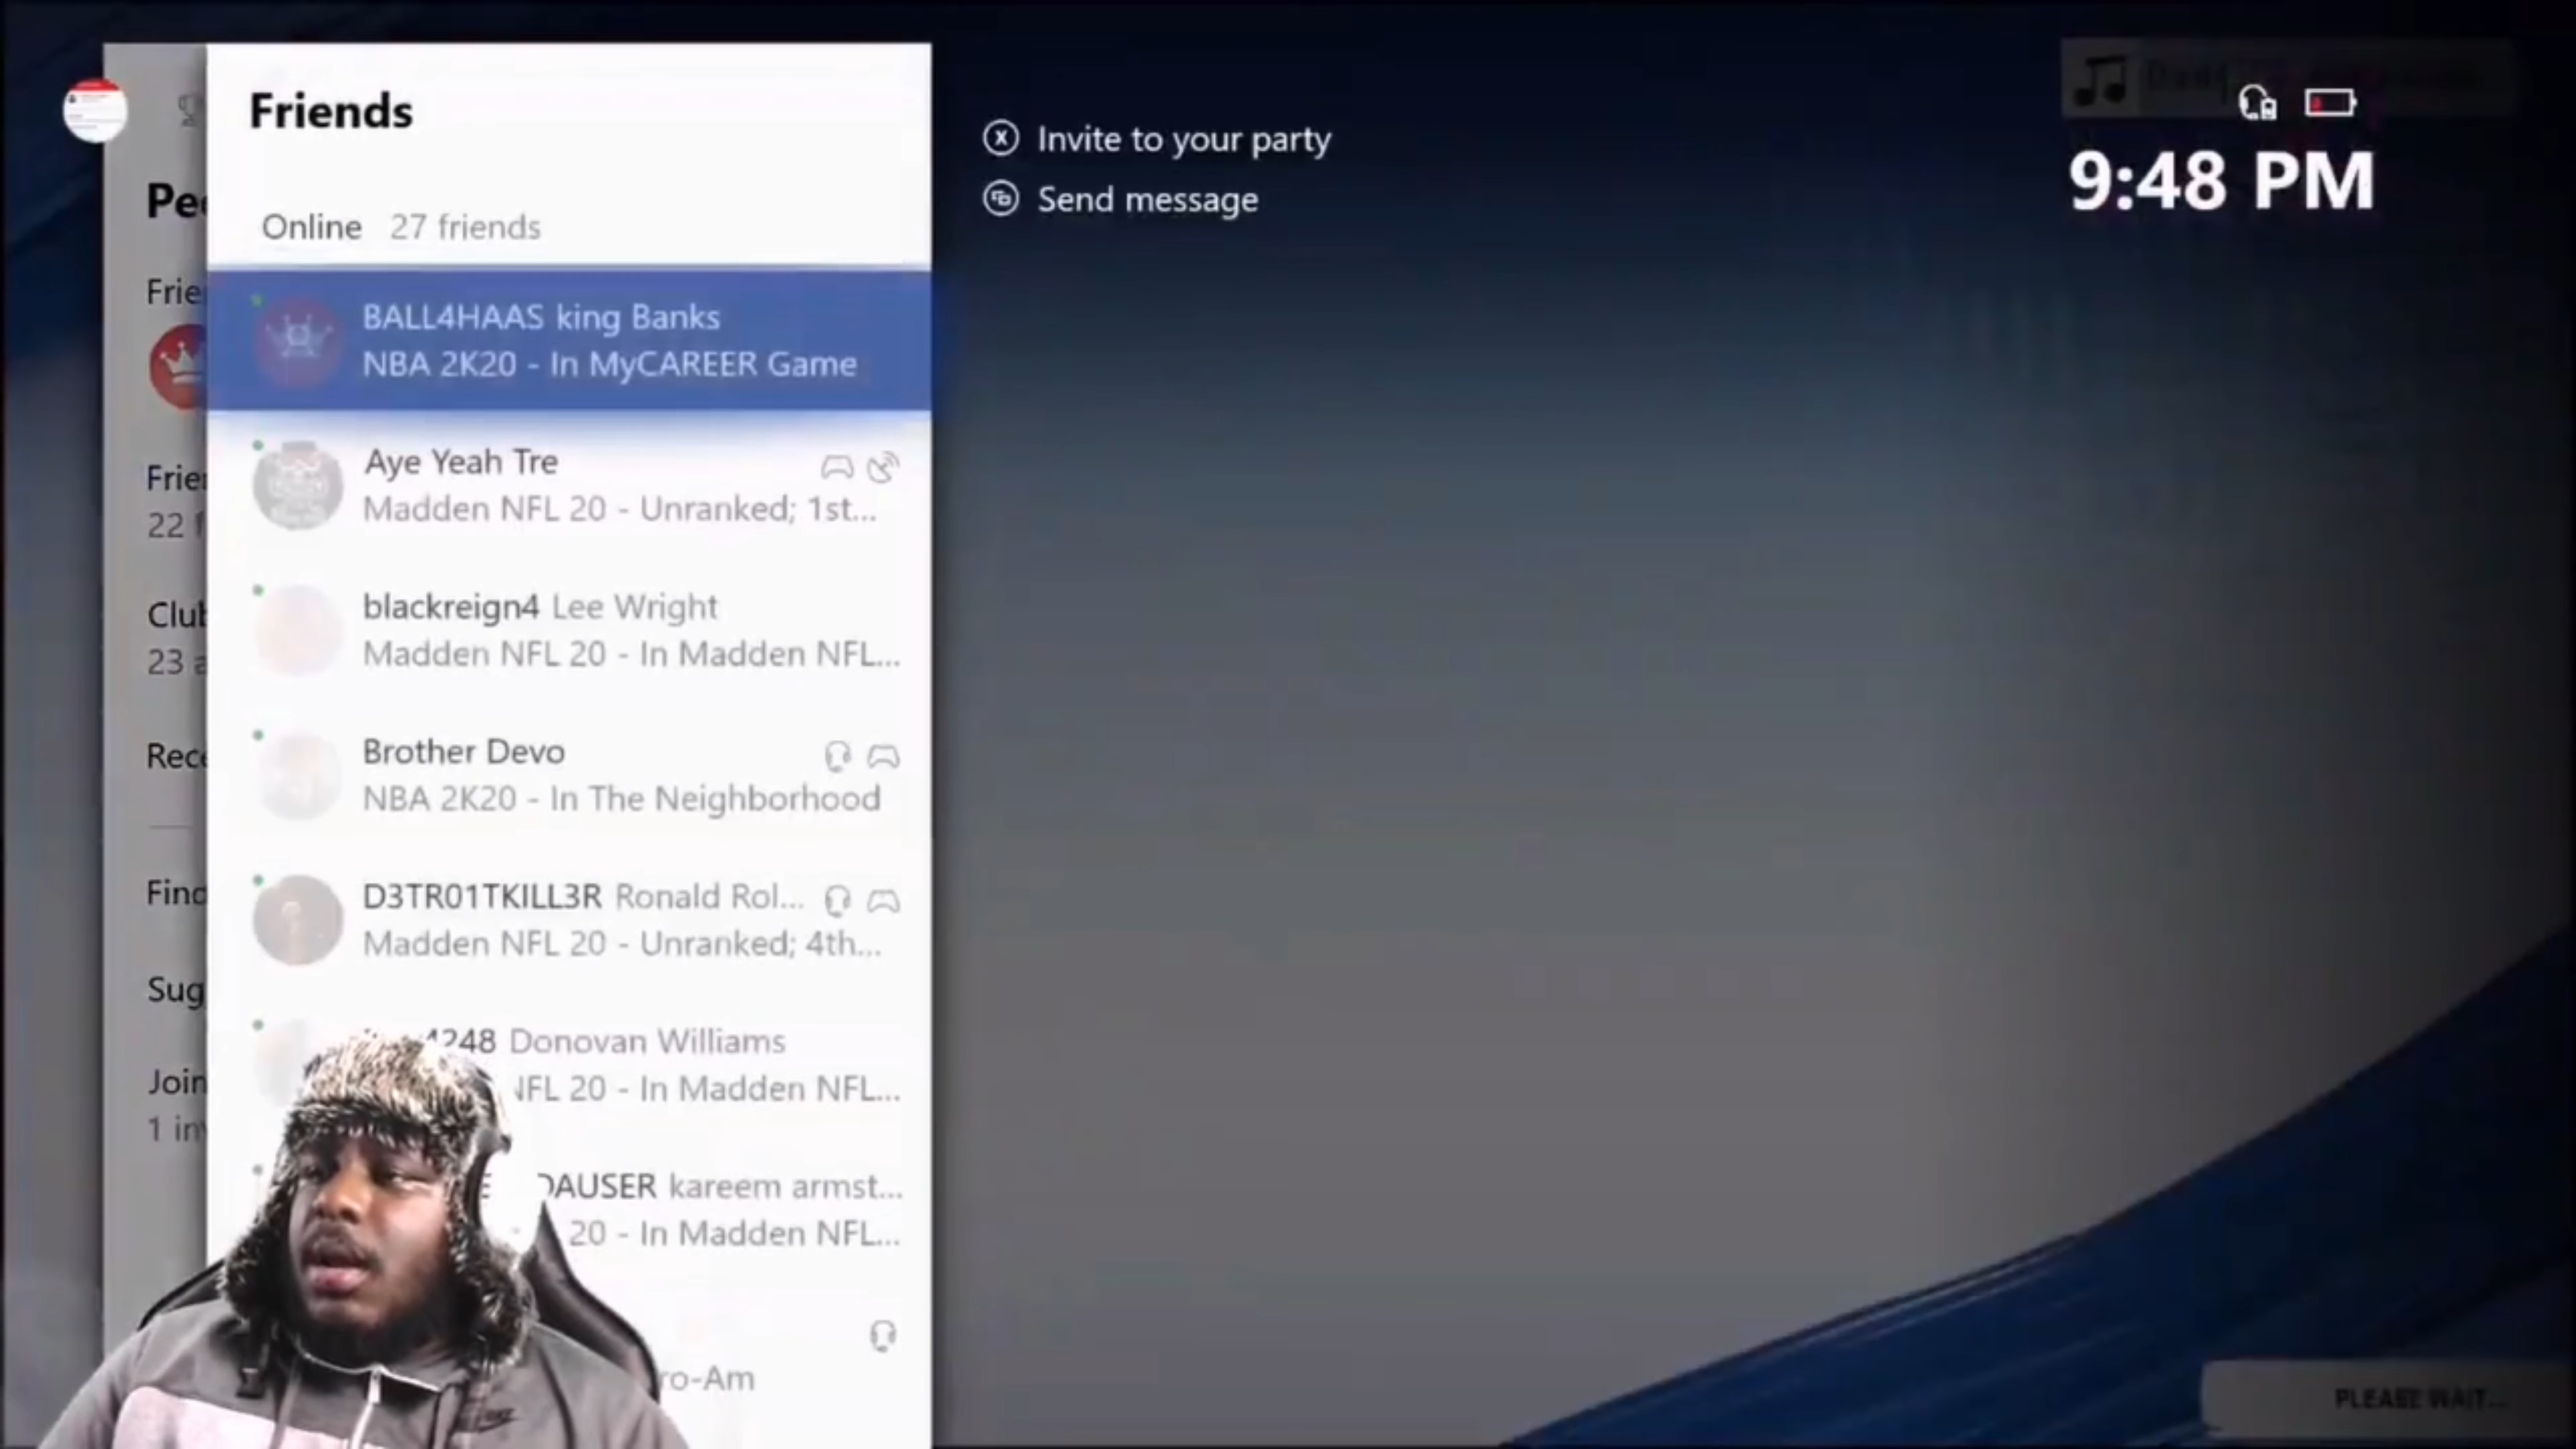 Friends
Online 27 friends
BALL4HAAS king Banks
NBA 2K20 - In MyCAREER Game
Aye Yeah Tre
Madden NFL 20 - Unranked; 1st...
blackreign4 Lee Wright
Madden NFL 20 - In Madden NFL...
Brother Devo
NBA 2K20 - In The Neighborhood
D3TR01TKILL3R Ronald Rol...
Madden NFL 20 - Unranked; 4th...
4248 Donovan Williams
NFL 20 - In Madden NFL...
DAUSER kareem armst...
20 - In Madden NFL...
ro-Am
Pe
Frie
Frie
22 f
Club
23 a
Rece
Find
Sug
Join
1 inv
Invite to your party
Send message
9:48 PM
PLEASE WAIT...